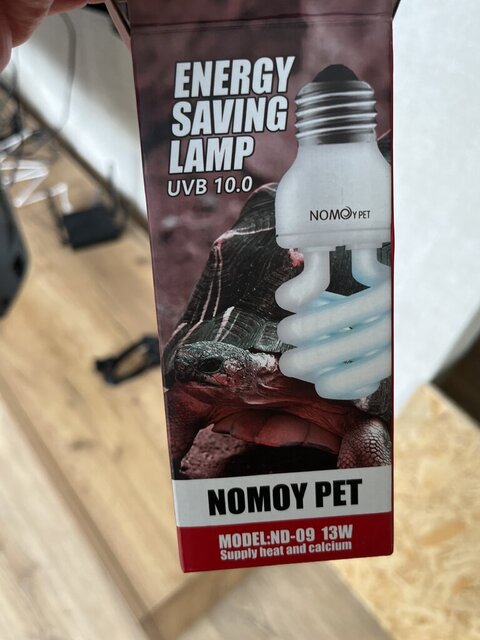 ENERGY
SAVING
LAMP
UVB 10.0
NOMOY PET
NOMOY PET
MODEL:ND-09 13W
Supply heat and calcium